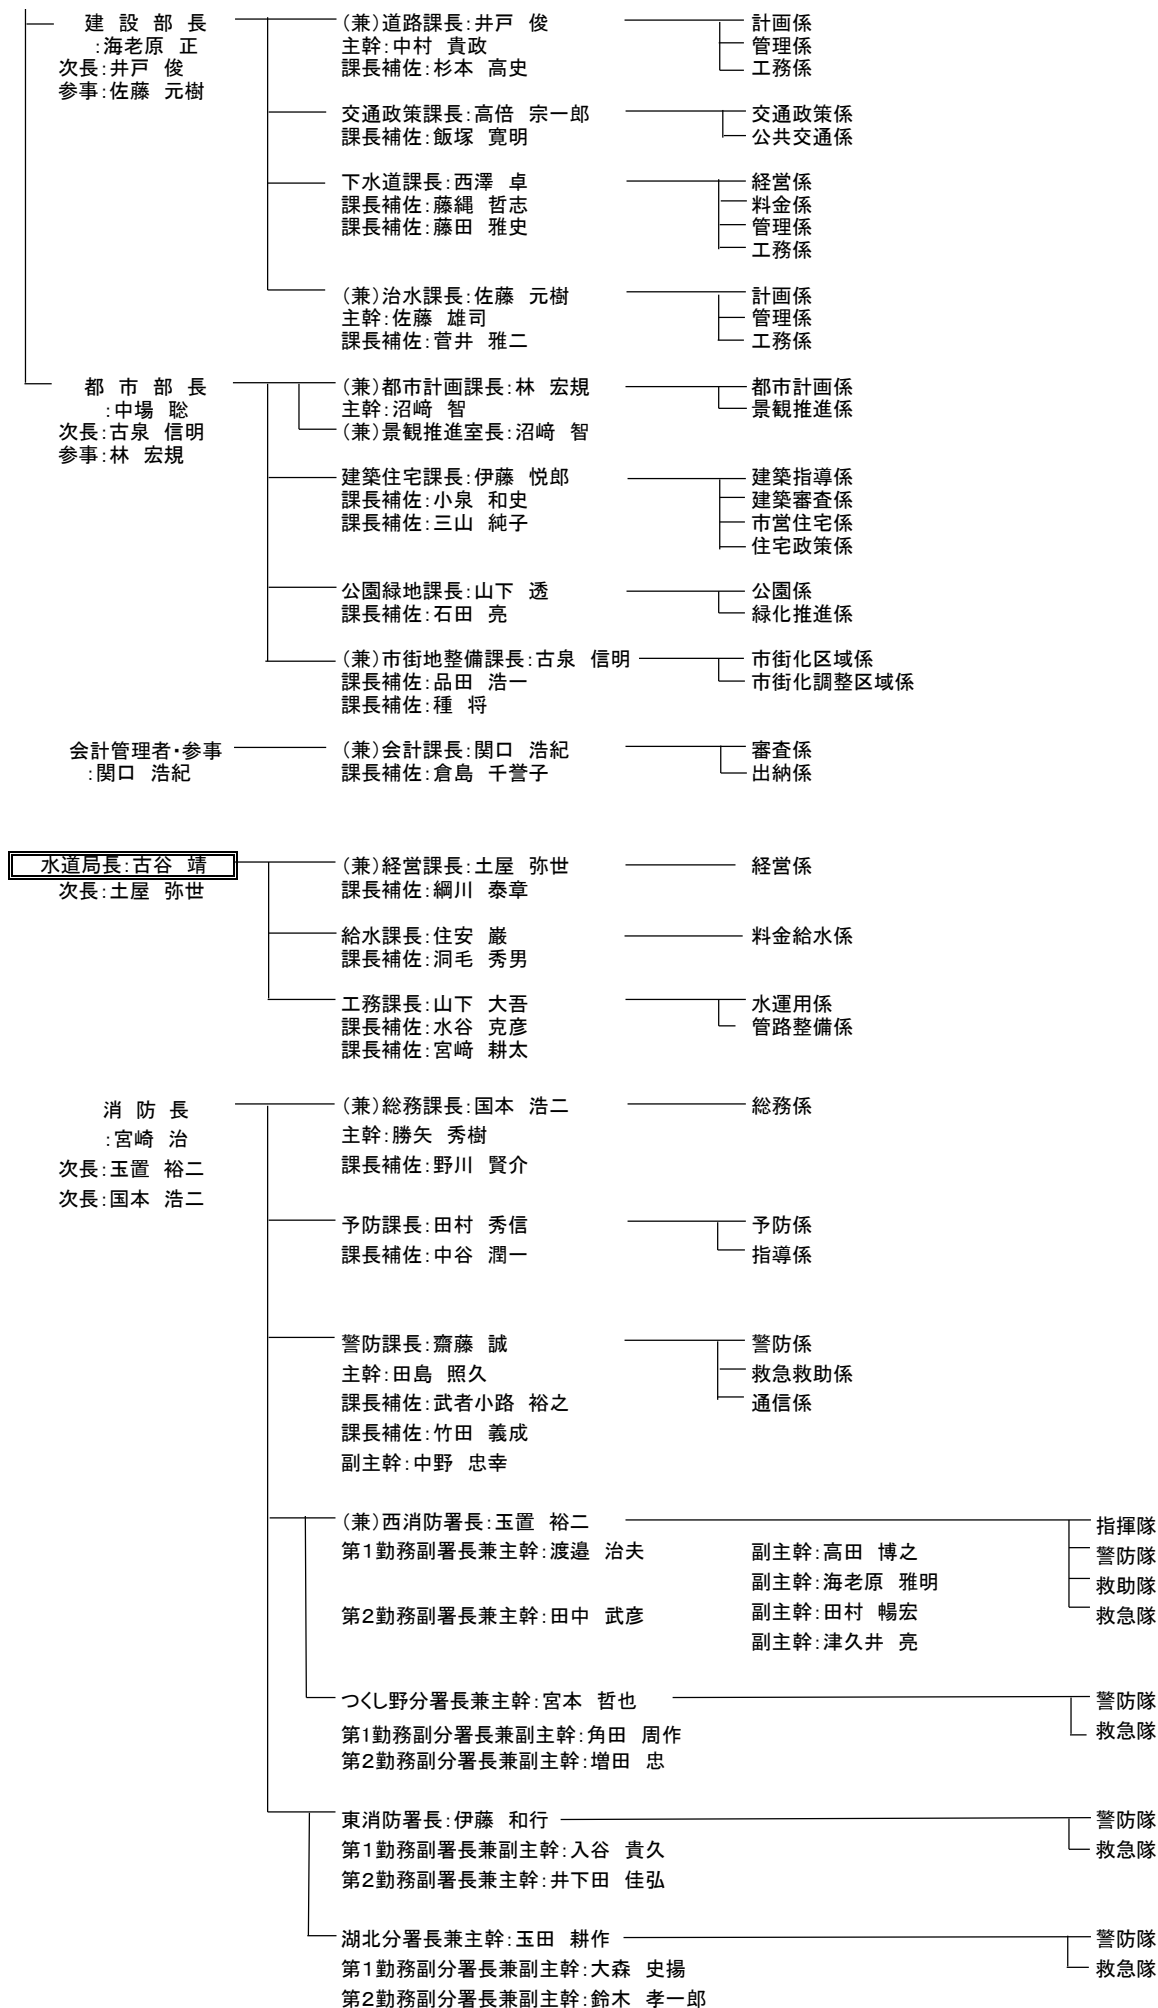 建 設 部 長
:海老原 正
次長:井戸 俊
参事:佐藤 元樹
(兼)道路課長:井戸 俊
主幹:中村 貴政
課長補佐:杉本 高史
計画係
管理係
工務係
交通政策課長:高倍 宗一郎
課長補佐:飯塚 寛明
交通政策係
公共交通係
下水道課長:西澤 卓
課長補佐:藤縄 哲志
課長補佐:藤田 雅史
経営係
料金係
管理係
工務係
(兼)治水課長:佐藤 元樹
主幹:佐藤 雄司
課長補佐:菅井 雅二
計画係
管理係
工務係
都 市 部 長
:中場 聡
次長:古泉 信明
参事:林 宏規
(兼)都市計画課長:林 宏規
主幹:沼﨑 智
(兼)景観推進室長:沼﨑 智
都市計画係
景観推進係
建築住宅課長:伊藤 悦郎
課長補佐:小泉 和史
課長補佐:三山 純子
建築指導係
建築審査係
市営住宅係
住宅政策係
公園緑地課長:山下 透
課長補佐:石田 亮
公園係
緑化推進係
(兼)市街地整備課長:古泉 信明
課長補佐:品田 浩一
課長補佐:種 将
市街化区域係
市街化調整区域係
会計管理者・参事
:関口 浩紀
(兼)会計課長:関口 浩紀
課長補佐:倉島 千誉子
審査係
出納係
水道局長:古谷 靖
次長:土屋 弥世
(兼)経営課長:土屋 弥世
課長補佐:綱川 泰章
経営係
給水課長:住安 巌
課長補佐:洞毛 秀男
料金給水係
工務課長:山下 大吾
課長補佐:水谷 克彦
課長補佐:宮﨑 耕太
水運用係
管路整備係
消 防 長
:宮崎 治
次長:玉置 裕二
次長:国本 浩二
(兼)総務課長:国本 浩二
主幹:勝矢 秀樹
課長補佐:野川 賢介
総務係
予防課長:田村 秀信
課長補佐:中谷 潤一
予防係
指導係
警防課長:齋藤 誠
主幹:田島 照久
課長補佐:武者小路 裕之
課長補佐:竹田 義成
副主幹:中野 忠幸
警防係
救急救助係
通信係
(兼)西消防署長:玉置 裕二
第1勤務副署長兼主幹:渡邉 治夫
第2勤務副署長兼主幹:田中 武彦
副主幹:高田 博之
副主幹:海老原 雅明
副主幹:田村 暢宏
副主幹:津久井 亮
指揮隊
警防隊
救助隊
救急隊
つくし野分署長兼主幹:宮本 哲也
第1勤務副分署長兼副主幹:角田 周作
第2勤務副分署長兼副主幹:増田 忠
警防隊
救急隊
東消防署長:伊藤 和行
第1勤務副署長兼副主幹:入谷 貴久
第2勤務副署長兼主幹:井下田 佳弘
警防隊
救急隊
湖北分署長兼主幹:玉田 耕作
第1勤務副分署長兼副主幹:大森 史揚
第2勤務副分署長兼副主幹:鈴木 孝一郎
警防隊
救急隊